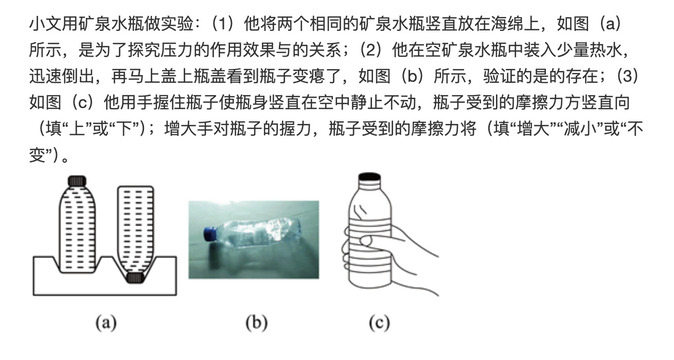 小文用矿泉水瓶做实验：（1）他将两个相同的矿泉水瓶竖直放在海绵上，如图（a）
所示，是为了探究压力的作用效果与的关系；（2）他在空矿泉水瓶中装入少量热水，
迅速倒出，再马上盖上瓶盖看到瓶子变瘪了，如图（b）所示，验证的是的存在；（3）
如图（c）他用手握住瓶子使瓶身竖直在空中静止不动，瓶子受到的摩擦力方竖直向
（填“上”或“下”）；增大手对瓶子的握力，瓶子受到的摩擦力将（填“增大”“减小”或“不
变”）。
(a) (b) (c)